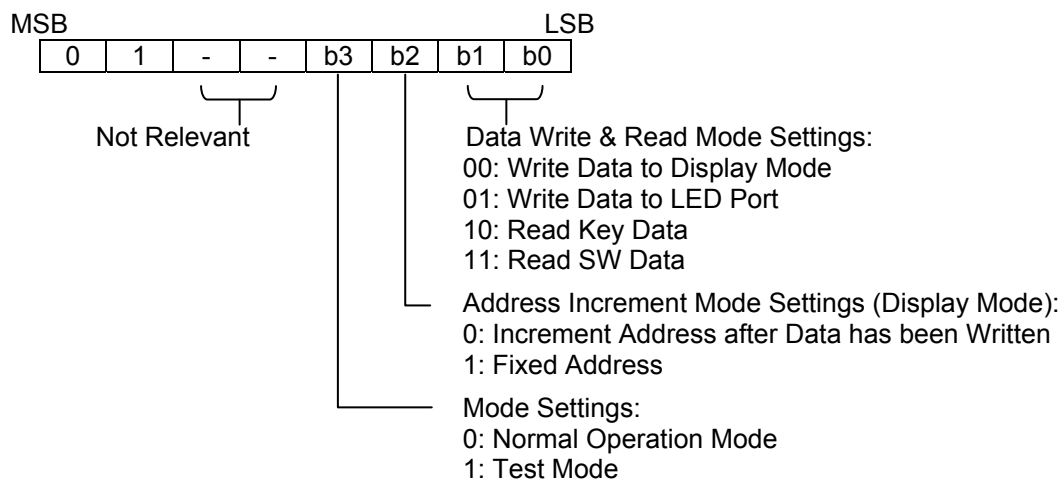 MSB LSB
0 1 - - b3 b2 b1 b0
Not Relevant
Data Write & Read Mode Settings:
00: Write Data to Display Mode
01: Write Data to LED Port
10: Read Key Data
11: Read SW Data
Address Increment Mode Settings (Display Mode):
0: Increment Address after Data has been Written
1: Fixed Address
Mode Settings:
0: Normal Operation Mode
1: Test Mode